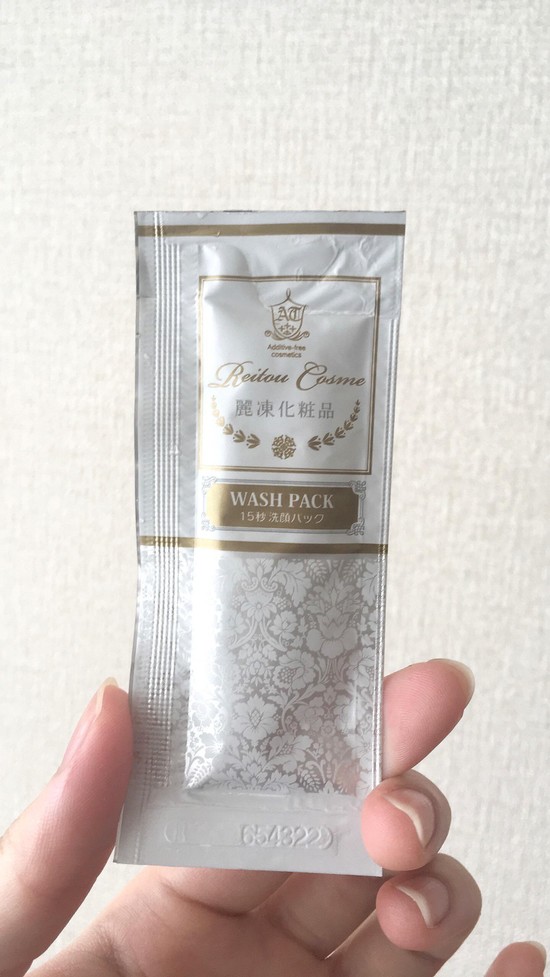 AT
Additive-free
cosmetics
Reitou Cosme
麗凍化粧品
WASH PACK
15秒洗顔パック
654322